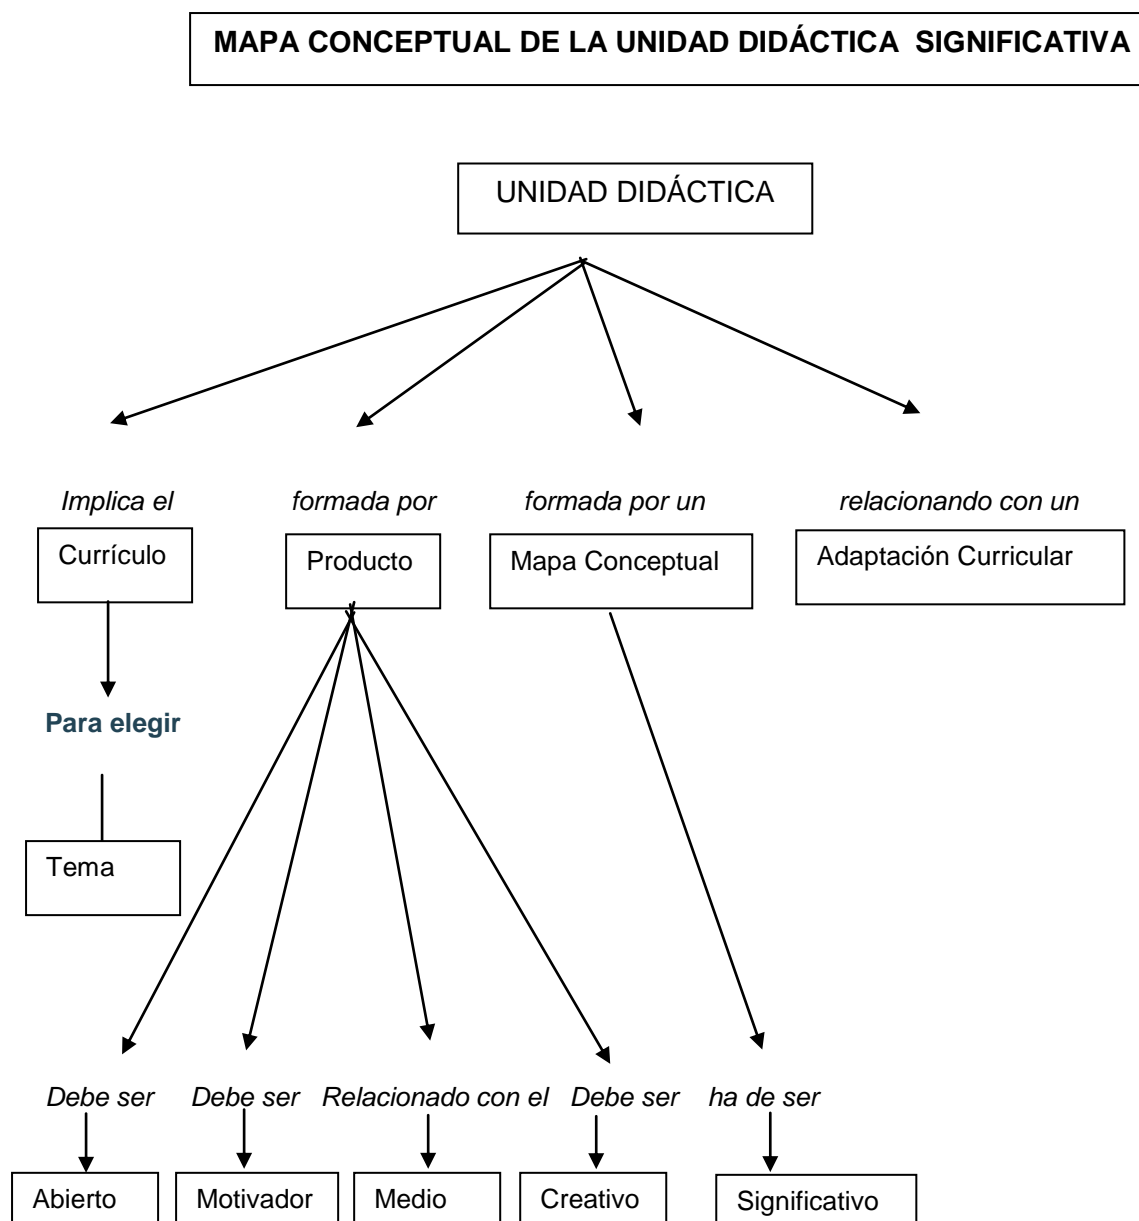 MAPA CONCEPTUAL DE LA UNIDAD DIDÁCTICA  SIGNIFICATIVA
UNIDAD DIDÁCTICA
Implica el
formada por
formada por un
relacionando con un
Currículo
Producto
Mapa Conceptual
Adaptación Curricular
Para elegir
Tema
Debe ser
Debe ser
Relacionado con el
Debe ser
ha de ser
Abierto
Motivador
Medio
Creativo
Significativo